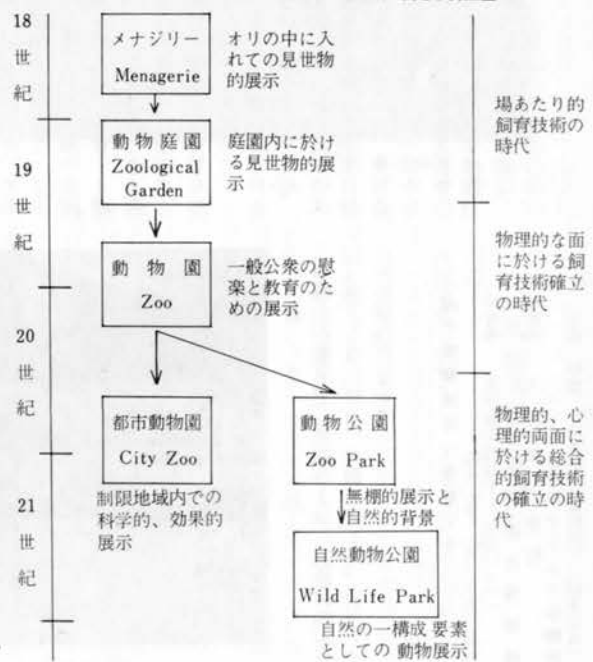 18
世
紀
19
世
紀
20
世
紀
21
世
紀
メナジリー
Menagerie
オリの中に入
れての見世物
的展示
動物庭園
Zoological
Garden
庭園内に於け
る見世物的展
示
動物園
Zoo
一般公衆の慰
楽と教育のた
めの展示
都市動物園
City Zoo
制限地域内での
科学的、効果的
展示
動物公園
Zoo Park
無棚的展示と
自然的背景
自然動物公園
Wild Life Park
自然の一構成要素
としての動物展示
場あたり的
飼育技術の
時代
物理的な面
に於ける飼
育技術確立
の時代
物理的、心
理的両面に
於ける総合
的飼育技術
の確立の時
代